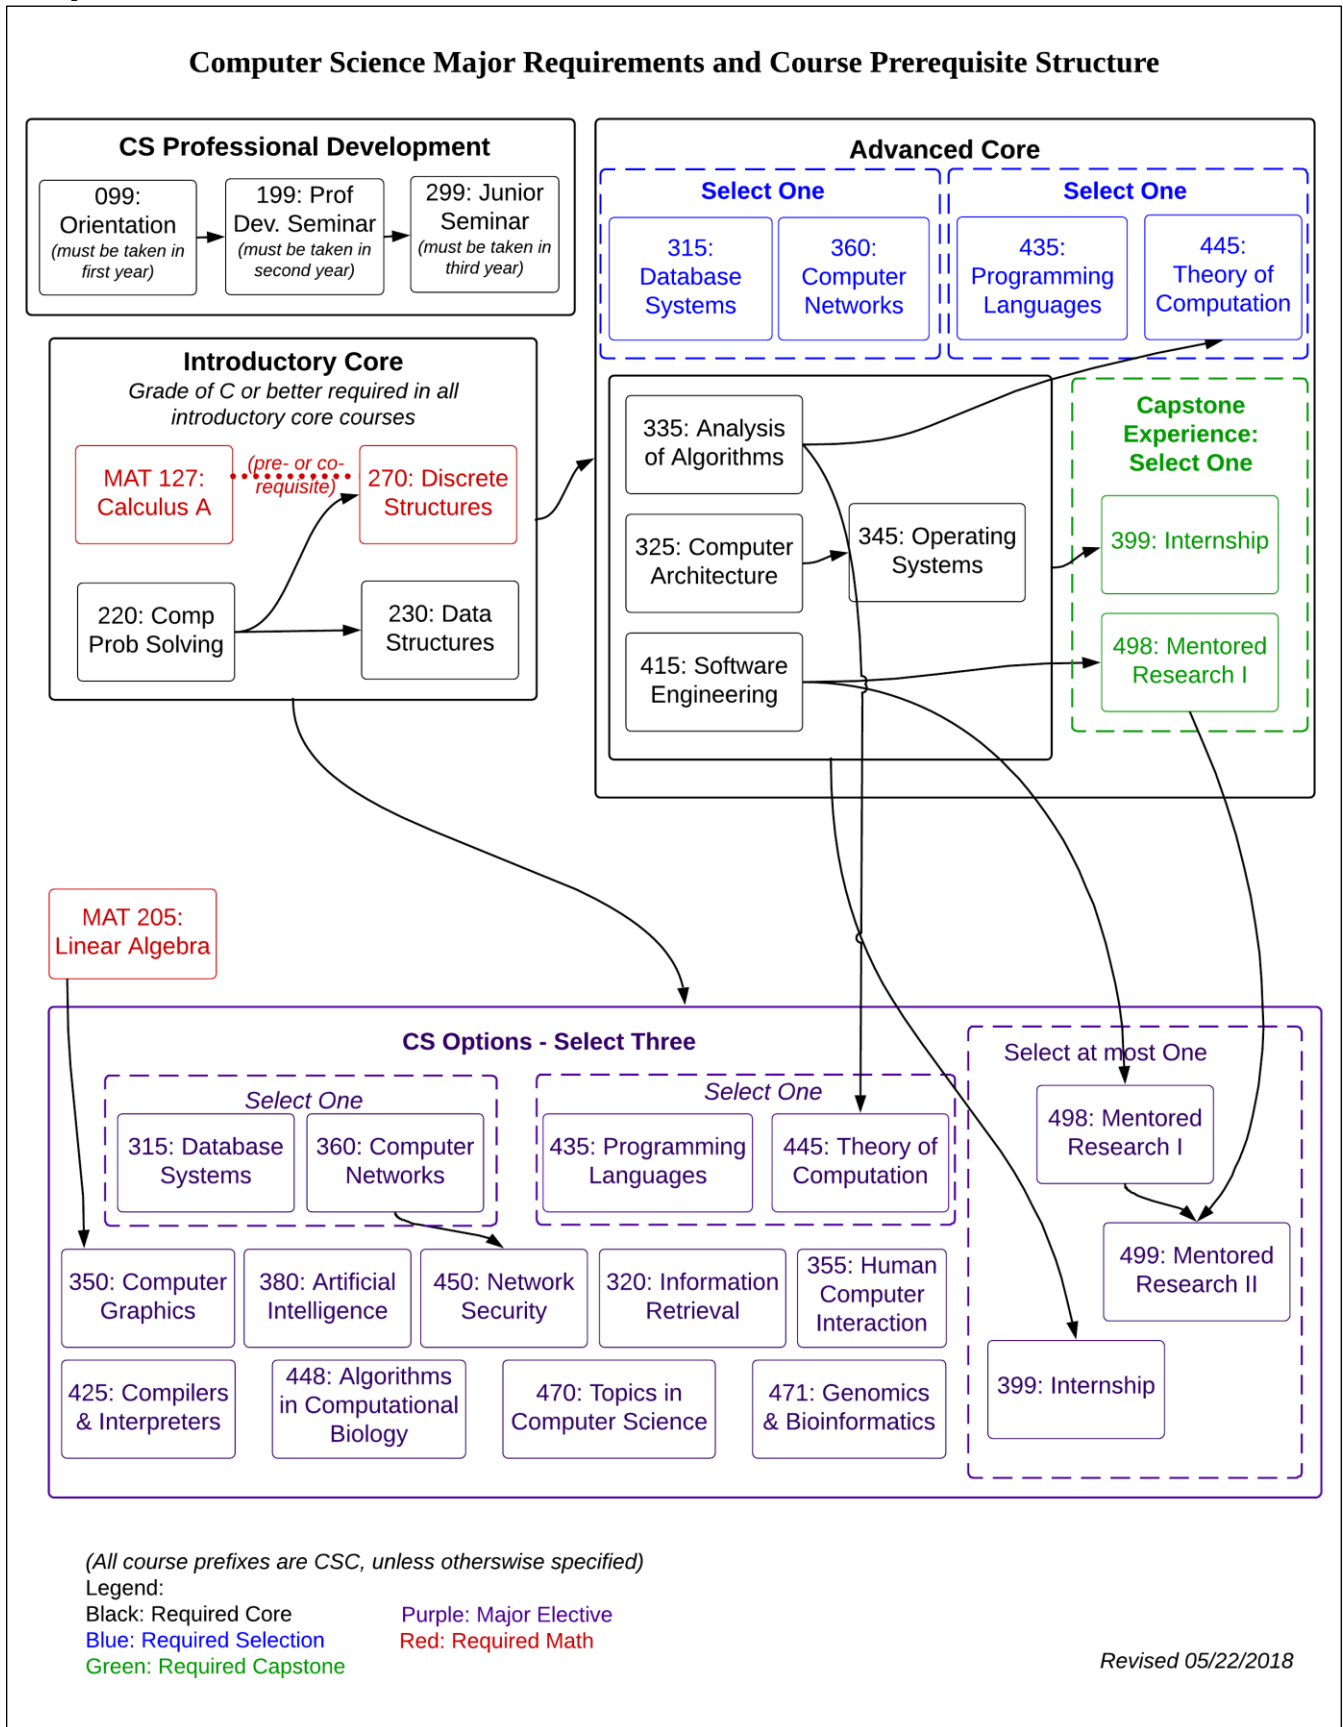 Computer Science Major Requirements and Course Prerequisite Structure
CS Professional Development
099:
Orientation
(must be taken in
first year)
199: Prof
Dev. Seminar
(must be taken in
second year)
299: Junior
Seminar
(must be taken in
third year)
Introductory Core
Grade of C or better required in all
introductory core courses
MAT 127:
Calculus A
(pre- or co-
requisite)
270: Discrete
Structures
220: Comp
Prob Solving
230: Data
Structures
Advanced Core
Select One
315:
Database
Systems
360:
Computer
Networks
Select One
435:
Programming
Languages
445:
Theory of
Computation
335: Analysis
of Algorithms
325: Computer
Architecture
345: Operating
Systems
415: Software
Engineering
Capstone
Experience:
Select One
399: Internship
498: Mentored
Research I
MAT 205:
Linear Algebra
CS Options - Select Three
Select One
315: Database
Systems
360: Computer
Networks
Select One
435: Programming
Languages
445: Theory of
Computation
Select at most One
498: Mentored
Research I
499: Mentored
Research II
399: Internship
350: Computer
Graphics
380: Artificial
Intelligence
450: Network
Security
320: Information
Retrieval
355: Human
Computer
Interaction
425: Compilers
& Interpreters
448: Algorithms
in Computational
Biology
470: Topics in
Computer Science
471: Genomics
& Bioinformatics
(All course prefixes are CSC, unless otherwise specified)
Legend:
Black: Required Core
Purple: Major Elective
Blue: Required Selection
Red: Required Math
Green: Required Capstone
Revised 05/22/2018